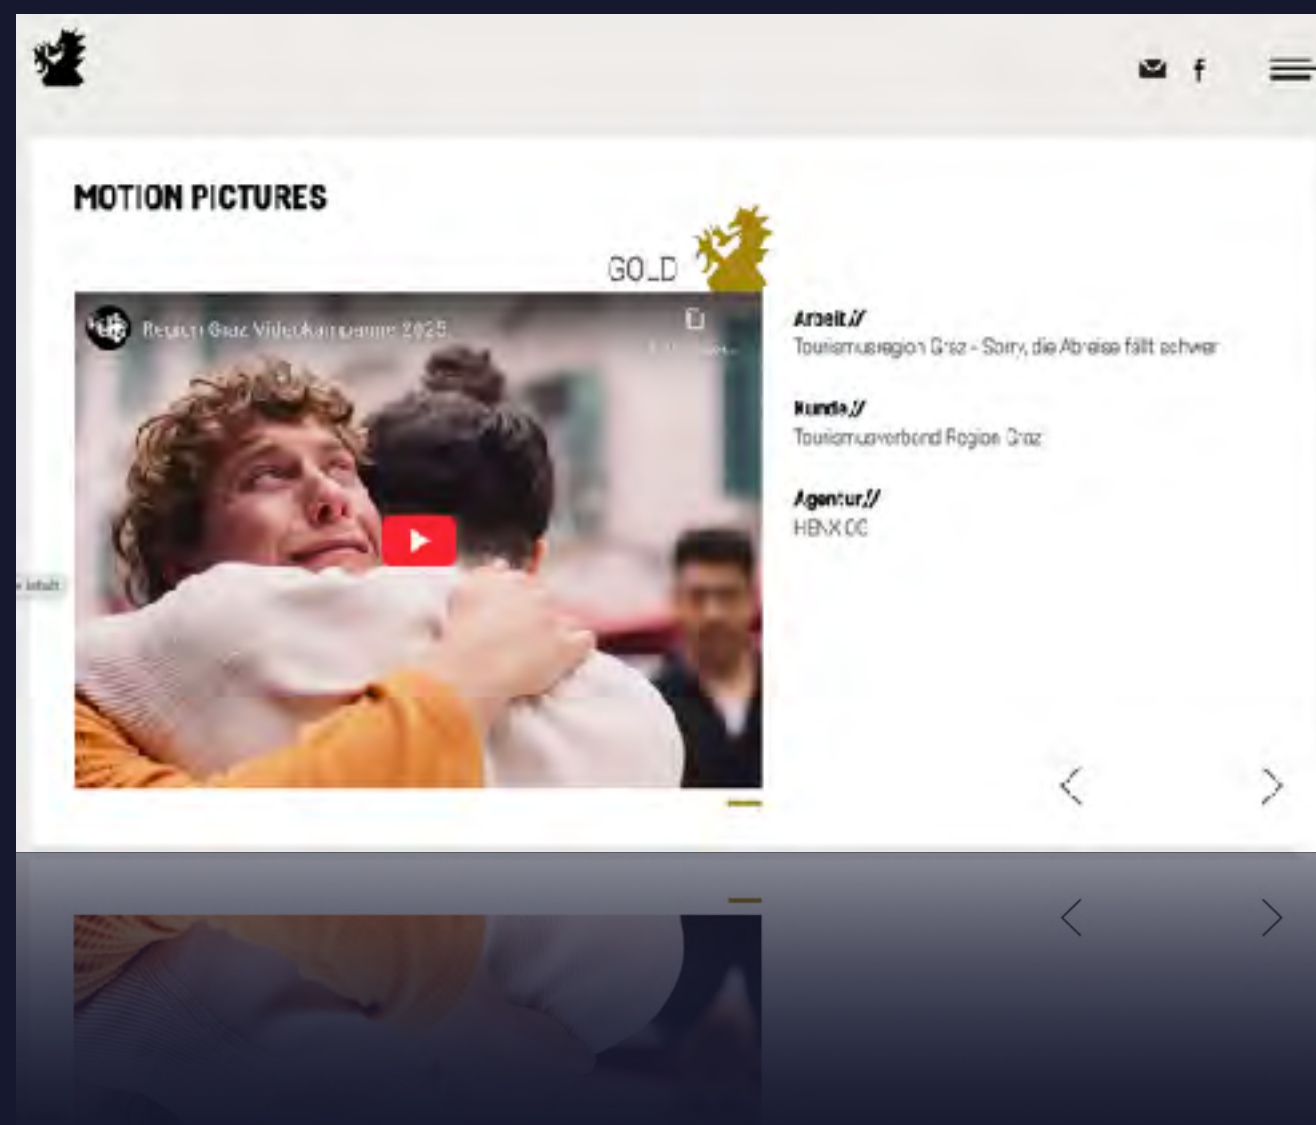 MOTION PICTURES
GOLD
Region Graz Videokampagne 2025
Arbeit //
Tourismusregion Graz - Sorry, die Abreise fällt schwer
Kunde //
Tourismusverband Region Graz
Agentur //
HENX OG